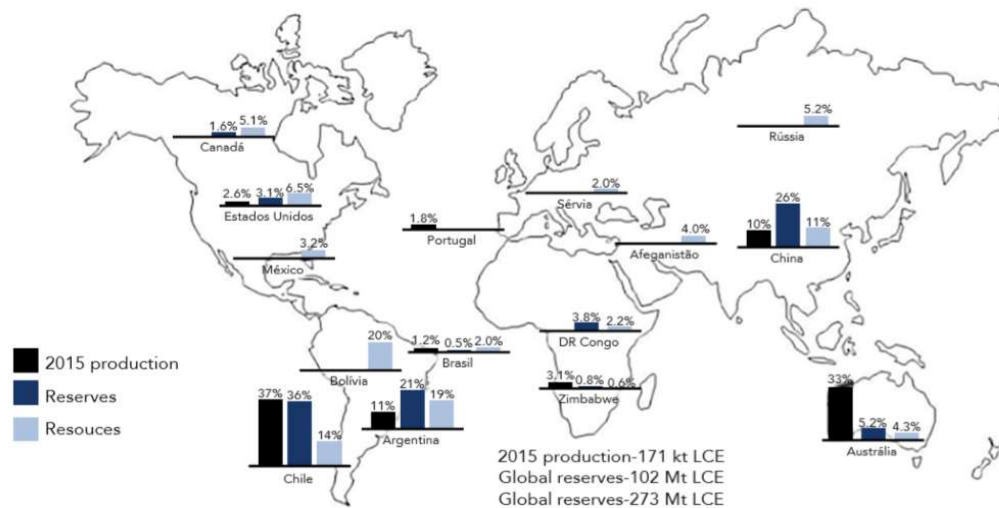 1.6% 5.1%
Canadá
2.6% 3.1% 6.5%
Estados Unidos
3.2%
México
1.8%
Portugal
2.0%
Sérvia
4.0%
Afeganistão
5.2%
Rússia
10% 26% 11%
China
20%
Bolívia
1.2% 0.5% 2.0%
Brasil
3.8% 2.2%
DR Congo
3.1% 0.8% 0.6%
Zimbabwe
37% 36% 14%
Chile
11% 21% 19%
Argentina
33% 5.2% 4.3%
Austrália
2015 production
Reserves
Resouces
2015 production-171 kt LCE
Global reserves-102 Mt LCE
Global reserves-273 Mt LCE